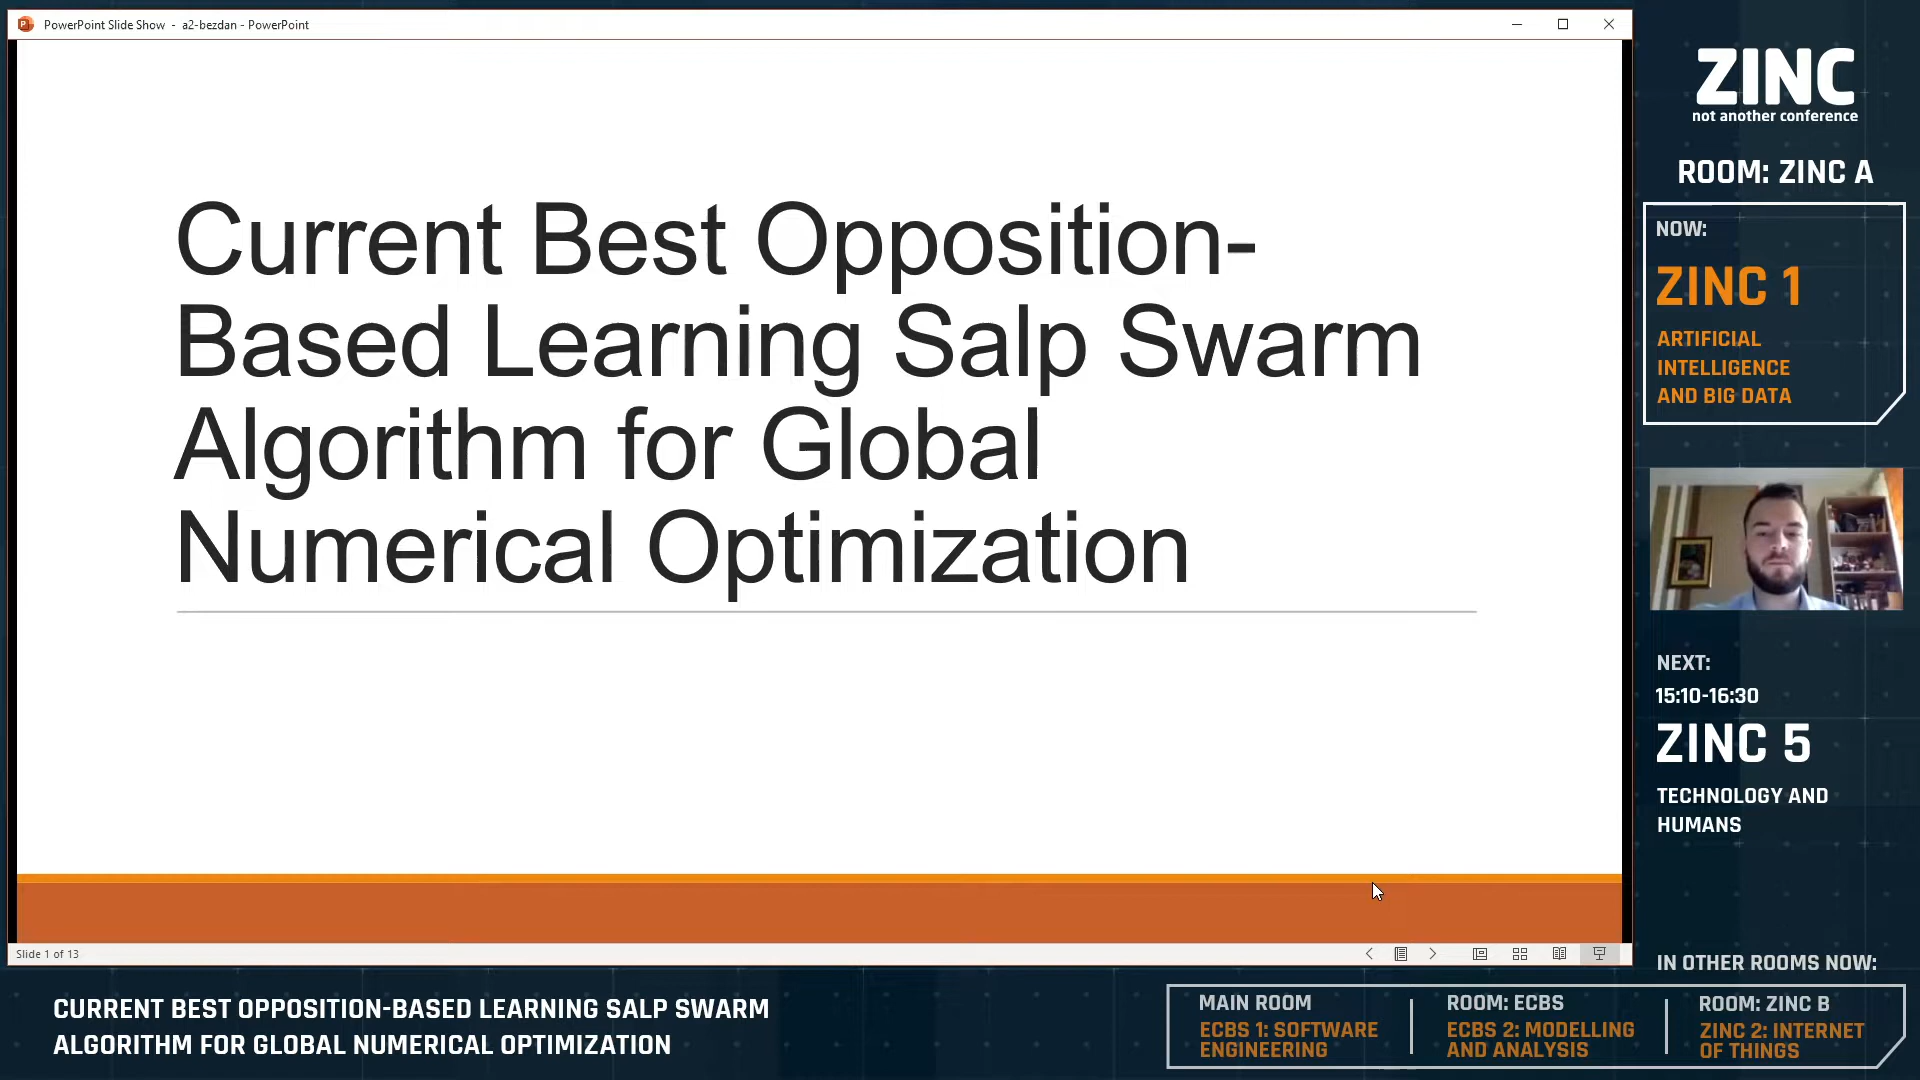 PowerPoint Slide Show - a2-bezdan - PowerPoint
Current Best Opposition-
Based Learning Salp Swarm
Algorithm for Global
Numerical Optimization
Slide 1 of 13
ZINC
not another conference
ROOM: ZINC A
NOW:
ZINC 1
ARTIFICIAL
INTELLIGENCE
AND BIG DATA
NEXT:
15:10-16:30
ZINC 5
TECHNOLOGY AND
HUMANS
IN OTHER ROOMS NOW:
CURRENT BEST OPPOSITION-BASED LEARNING SALP SWARM
ALGORITHM FOR GLOBAL NUMERICAL OPTIMIZATION
MAIN ROOM
ECBS 1: SOFTWARE
ENGINEERING
ROOM: ECBS
ECBS 2: MODELLING
AND ANALYSIS
ROOM: ZINC B
ZINC 2: INTERNET
OF THINGS